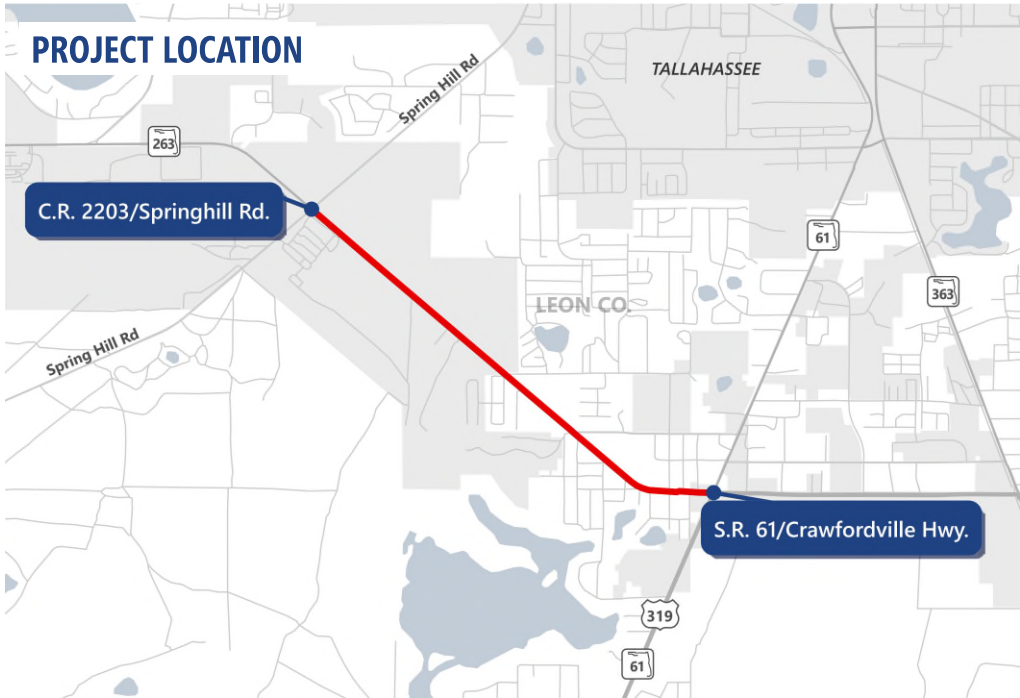 PROJECT LOCATION
TALLAHASSEE
Spring Hill Rd
263
C.R. 2203/Springhill Rd.
61
363
LEON CO.
Spring Hill Rd
S.R. 61/Crawfordville Hwy.
319
61